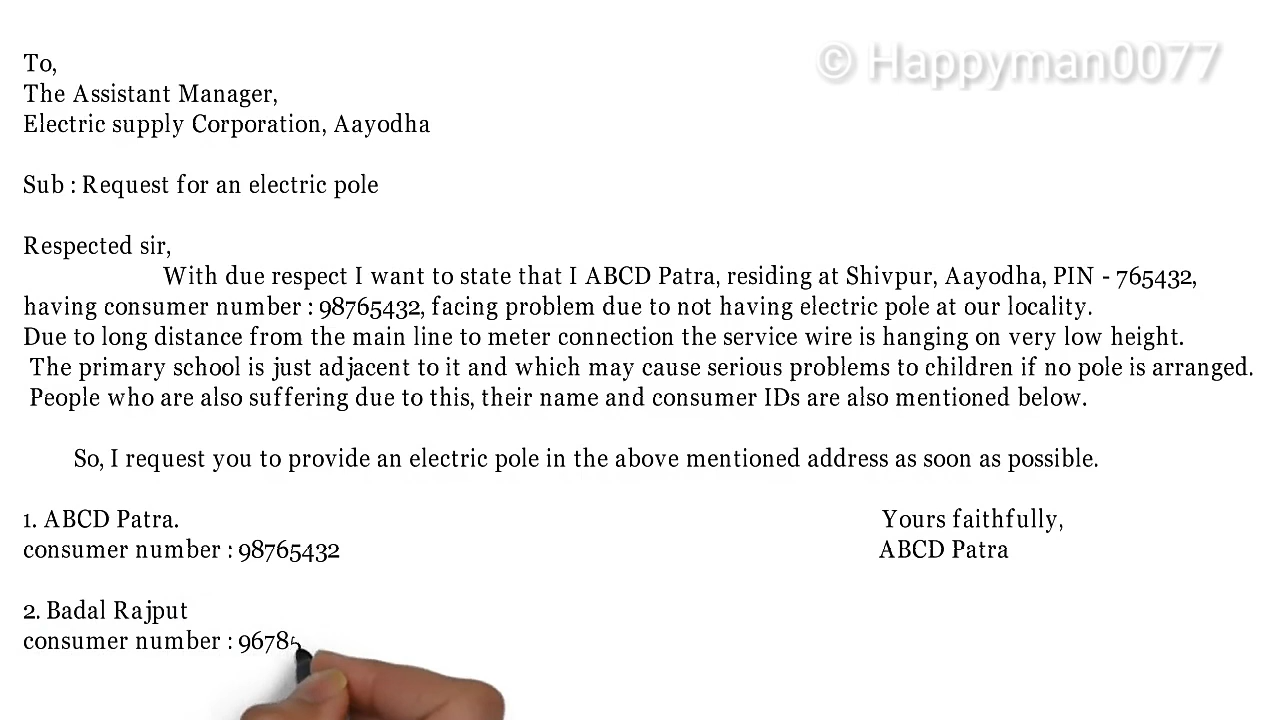 © Happyman0077
To,
The Assistant Manager,
Electric supply Corporation, Aayodha
Sub : Request for an electric pole
Respected sir,
With due respect I want to state that I ABCD Patra, residing at Shivpur, Aayodha, PIN - 765432,
having consumer number : 98765432, facing problem due to not having electric pole at our locality.
Due to long distance from the main line to meter connection the service wire is hanging on very low height.
The primary school is just adjacent to it and which may cause serious problems to children if no pole is arranged.
People who are also suffering due to this, their name and consumer IDs are also mentioned below.
So, I request you to provide an electric pole in the above mentioned address as soon as possible.
1. ABCD Patra.
consumer number : 98765432
Yours faithfully,
ABCD Patra
2. Badal Rajput
consumer number : 96785